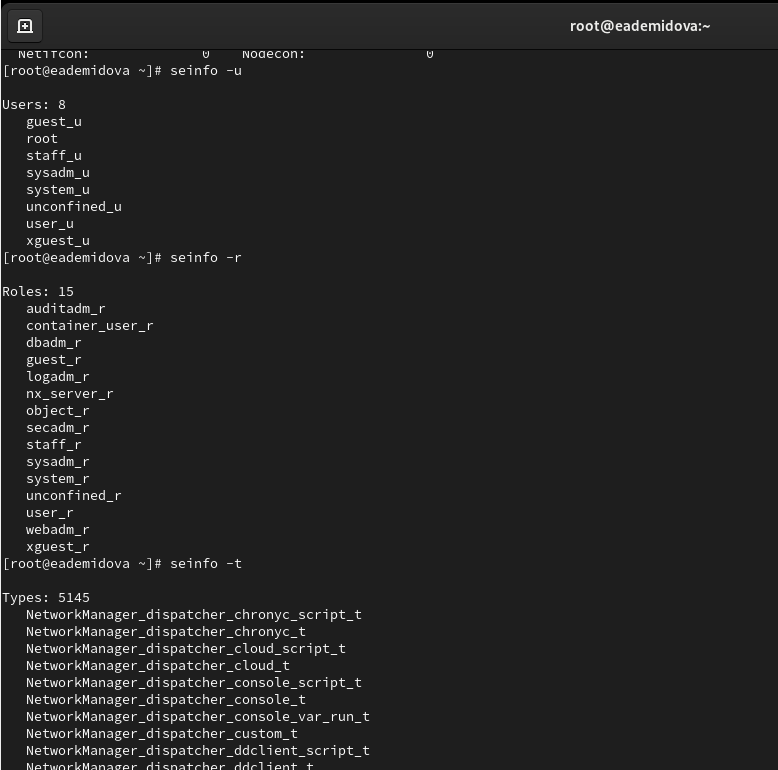 root@eademidova:~
Netifcon: 0 Nodecon: 0
[root@eademidova ~]# seinfo -u
Users: 8
guest_u
root
staff_u
sysadm_u
system_u
unconfined_u
user_u
xguest_u
[root@eademidova ~]# seinfo -r
Roles: 15
auditadm_r
container_user_r
dbadm_r
guest_r
logadm_r
nx_server_r
object_r
secadm_r
staff_r
sysadm_r
system_r
unconfined_r
user_r
webadm_r
xguest_r
[root@eademidova ~]# seinfo -t
Types: 5145
NetworkManager_dispatcher_chronyc_script_t
NetworkManager_dispatcher_chronyc_t
NetworkManager_dispatcher_cloud_script_t
NetworkManager_dispatcher_cloud_t
NetworkManager_dispatcher_console_script_t
NetworkManager_dispatcher_console_t
NetworkManager_dispatcher_console_var_run_t
NetworkManager_dispatcher_custom_t
NetworkManager_dispatcher_ddclient_script_t
NetworkManager_dispatcher_ddclient_t